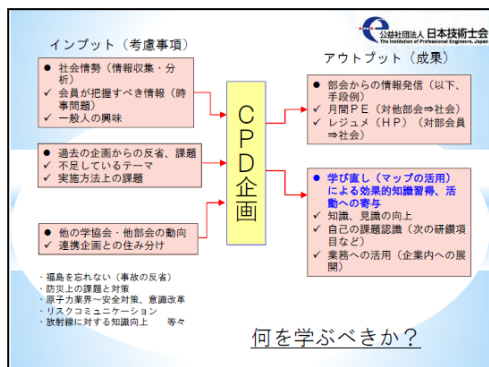 公益社団法人 日本技術士会
The Institution of Professional Engineers, Japan
インプット(考慮事項)
● 社会情勢(情報収集・分
析)
✓ 会員が把握すべき情報(時
事問題)
✓ 一般人の興味
● 過去の企画からの反省、課題
✓ 不足しているテーマ
✓ 実施方法上の課題
● 他の学協会・他部会の動向
✓ 連携企画との住み分け
・福島を忘れない(事故の反省)
・防災上の課題と対策
・原子力業界~安全対策、意識改革
・リスクコミュニケーション
・放射線に対する知識向上 等々
CPD企画
アウトプット(成果)
● 部会からの情報発信(以下、
手段例)
✓ 月間PE(対他部会⇒社会)
✓ レジュメ(HP)(対部会員
⇒社会)
● 学び直し(マップの活用)
による効果的知識習得、活
動への寄与
✓ 知識、見識の向上
✓ 自己の課題認識(次の研鑽項
目など)
✓ 業務への活用(企業内への展
開)
何を学ぶべきか?